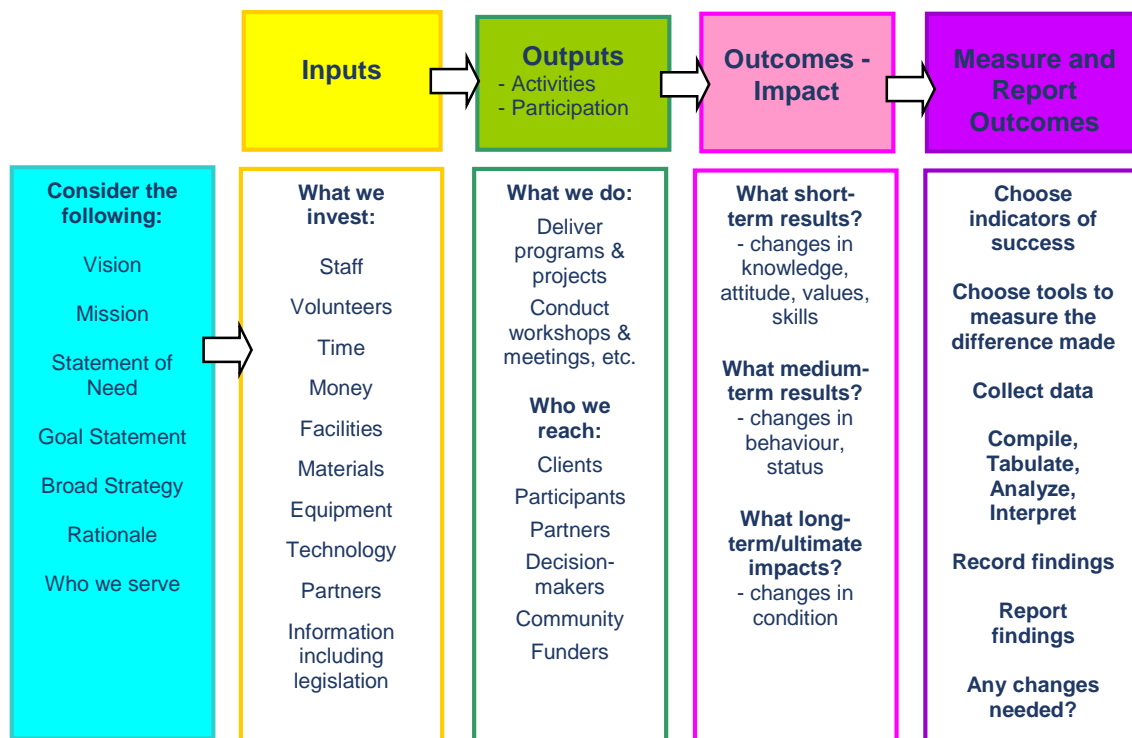 Inputs
Outputs
- Activities
- Participation
Outcomes -
Impact
Measure and
Report
Outcomes
Consider the
following:
Vision
Mission
Statement of
Need
Goal Statement
Broad Strategy
Rationale
Who we serve
What we
invest:
Staff
Volunteers
Time
Money
Facilities
Materials
Equipment
Technology
Partners
Information
including
legislation
What we do:
Deliver
programs &
projects
Conduct
workshops &
meetings, etc.
Who we
reach:
Clients
Participants
Partners
Decision-
makers
Community
Funders
What short-
term results?
- changes in
knowledge,
attitude, values,
skills
What medium-
term results?
- changes in
behaviour,
status
What long-
term/ultimate
impacts?
- changes in
condition
Choose
indicators of
success
Choose tools to
measure the
difference made
Collect data
Compile,
Tabulate,
Analyze,
Interpret
Record findings
Report
findings
Any changes
needed?